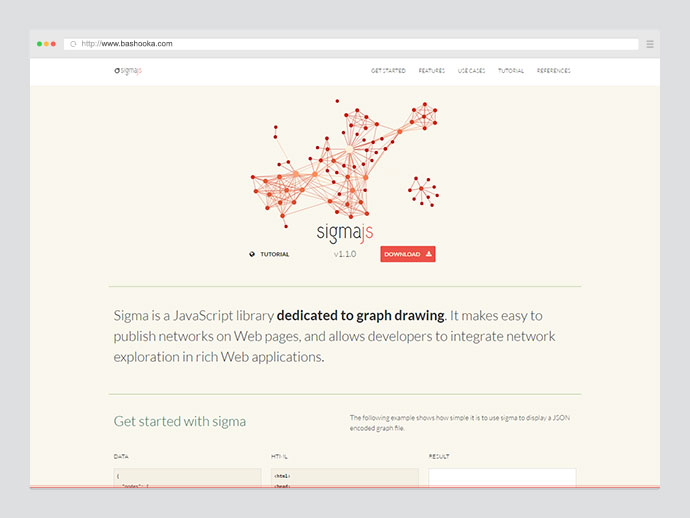 http://www.bashooka.com
sigmajs
GET STARTED FEATURES USE CASES TUTORIAL REFERENCES
sigmajs
TUTORIAL v1.1.0 DOWNLOAD
Sigma is a JavaScript library dedicated to graph drawing. It makes easy to
publish networks on Web pages, and allows developers to integrate network
exploration in rich Web applications.
Get started with sigma
The following example shows how simple it is to use sigma to display a JSON
encoded graph file.
DATA HTML RESULT
{ <html>
"nodes": [ <head>